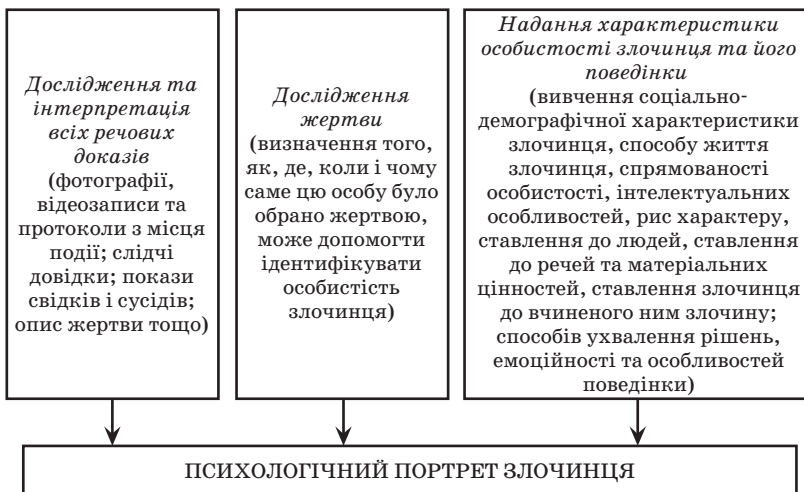 Дослідження та
інтерпретація
всіх речових
доказів
(фотографії,
відеозаписи та
протоколи з місця
події; слідчі
довідки; покази
свідків і сусідів;
опис жертви тощо)
Дослідження
жертви
(визначення того,
як, де, коли і чому
саме цю особу було
обрано жертвою,
може допомогти
ідентифікувати
особистість
злочинця)
Надання характеристики
особистості злочинця та його
поведінки
(вивчення соціально-
демографічної характеристики
злочинця, способу життя
злочинця, спрямованості
особистості, інтелектуальних
особливостей, рис характеру,
ставлення до людей, ставлення
до речей та матеріальних
цінностей, ставлення злочинця
до вчиненого ним злочину;
способів ухвалення рішень,
емоційності та особливостей
поведінки)
ПСИХОЛОГІЧНИЙ ПОРТРЕТ ЗЛОЧИНЦЯ